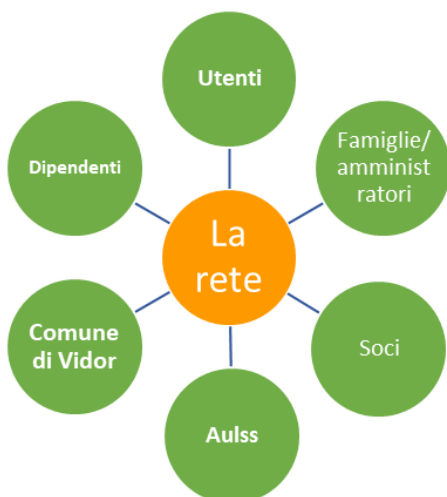 Utenti
Famiglie/
amminist
ratori
Dipendenti
La
rete
Comune
di Vidor
Soci
Aulss